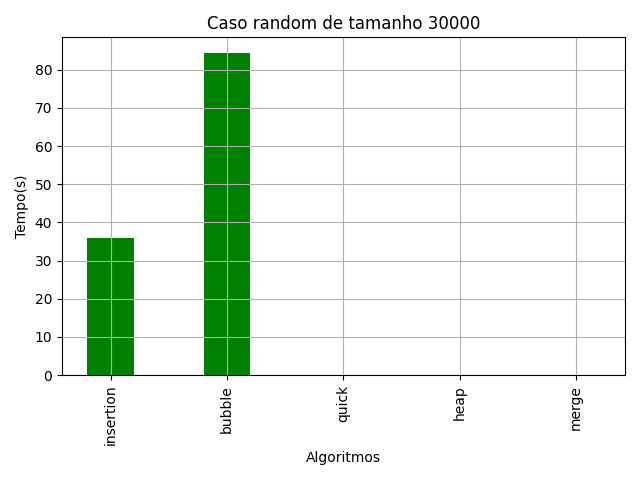 Caso random de tamanho 30000
Tempo(s)
80
70
60
50
40
30
20
10
0
insertion
bubble
quick
heap
merge
Algoritmos